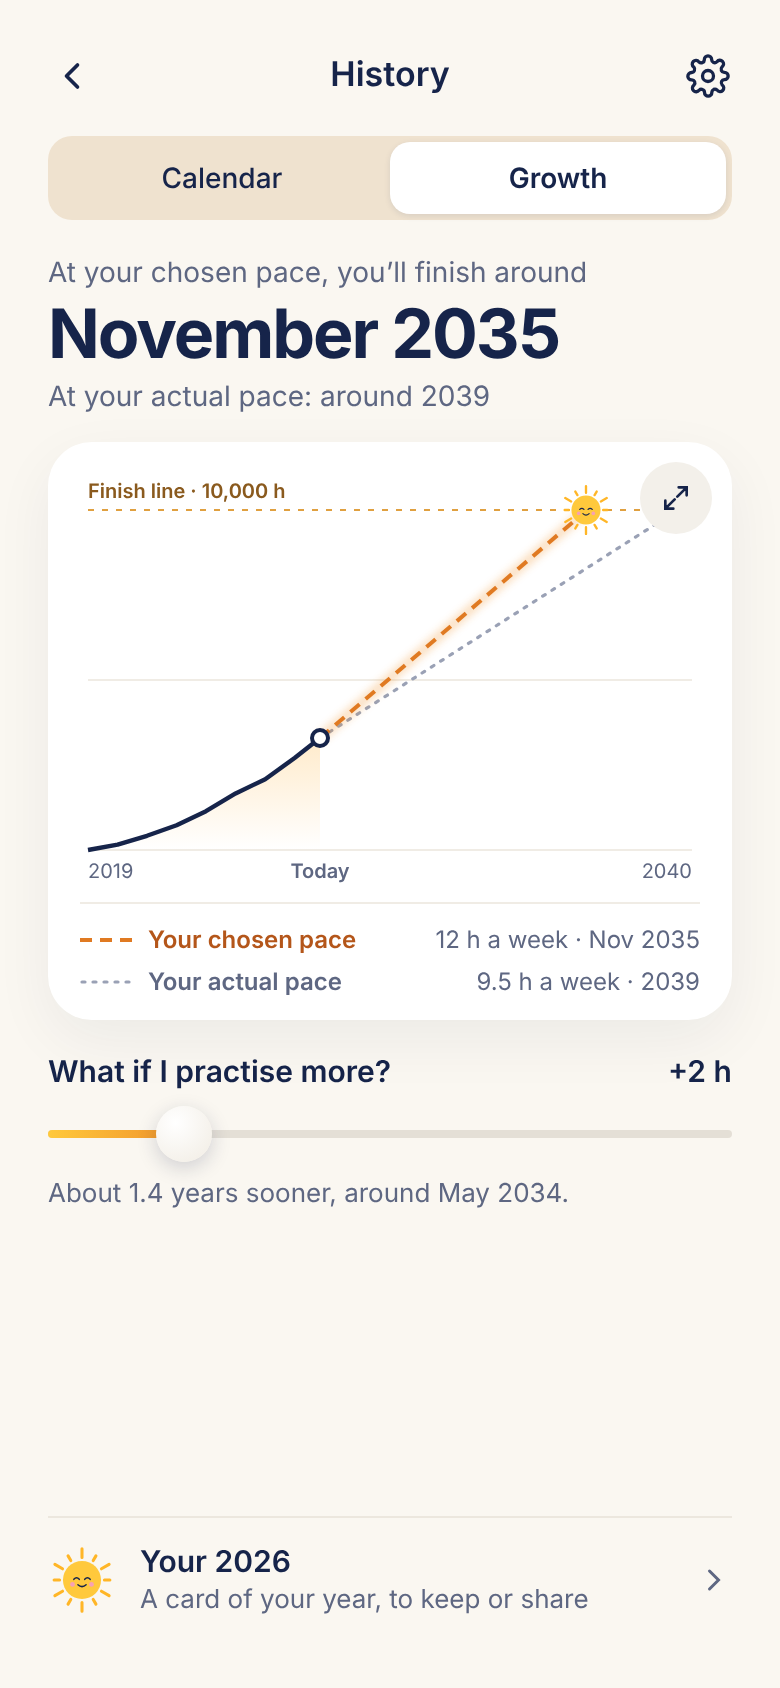 History
Calendar
Growth
At your chosen pace, you’ll finish around
November 2035
At your actual pace: around 2039
Finish line · 10,000 h
2019
Today
2040
Your chosen pace
12 h a week · Nov 2035
Your actual pace
9.5 h a week · 2039
What if I practise more?
+2 h
About 1.4 years sooner, around May 2034.
Your 2026
A card of your year, to keep or share